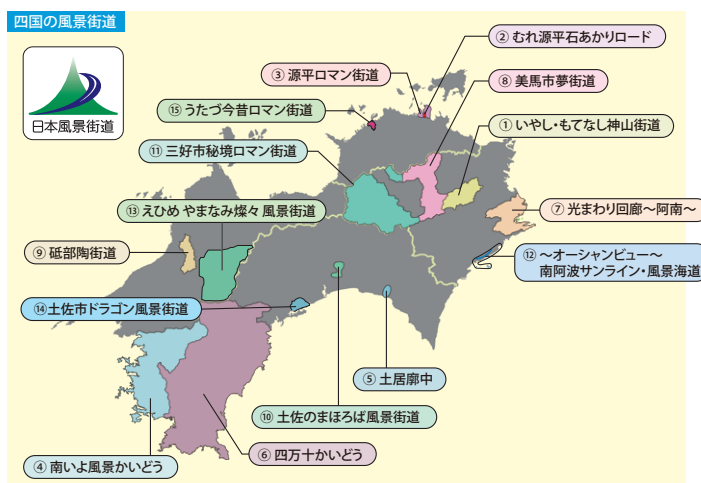 四国の風景街道
日本風景街道
② むれ源平石あかりロード
③ 源平ロマン街道
⑧ 美馬市夢街道
⑮ うたづ今昔ロマン街道
① いやし・もてなし神山街道
⑪ 三好市秘境ロマン街道
⑬ えひめ やまなみ燦々 風景街道
⑦ 光まわり回廊～阿南～
⑨ 砥部陶街道
⑫ ～オーシャンビュー～
南阿波サンライン・風景海道
⑭土佐市ドラゴン風景街道
⑤ 土居廓中
⑩ 土佐のまほろば風景街道
⑥ 四万十かいどう
④ 南いよ風景かいどう